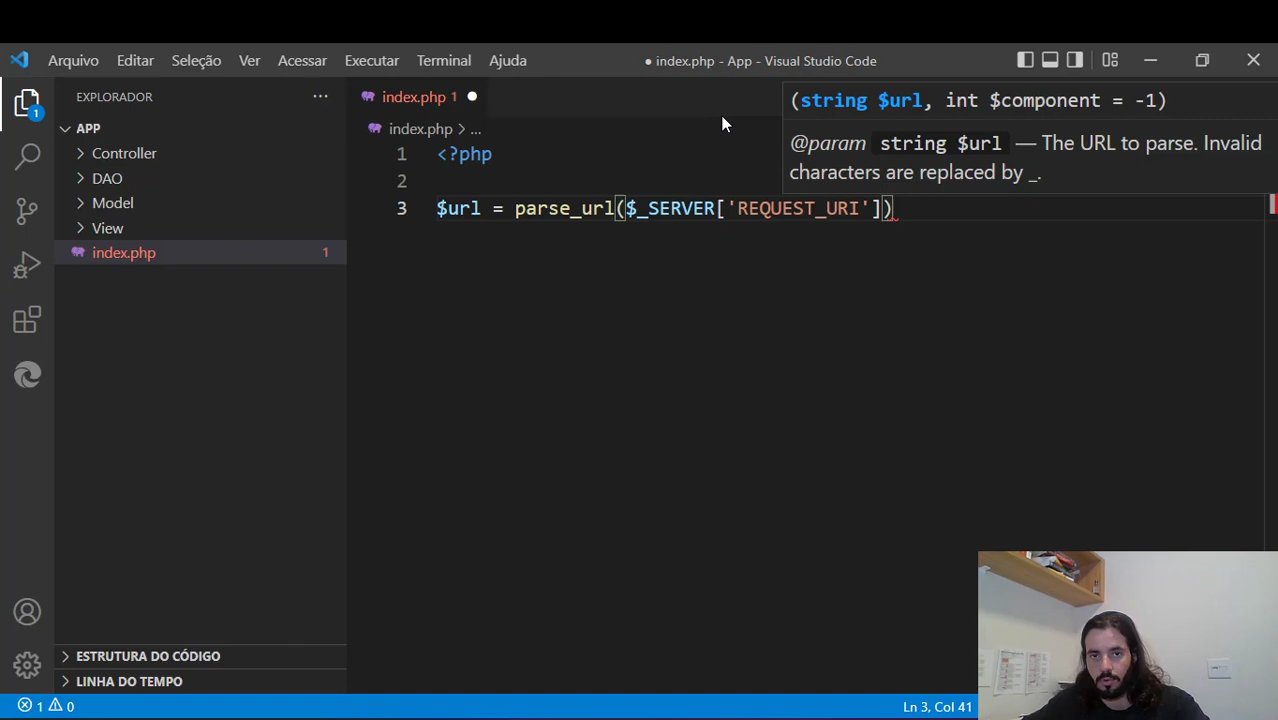 Arquivo Editar Seleção Ver Acessar Executar Terminal Ajuda ● index.php - App - Visual Studio Code
EXPLORADOR ···
index.php 1 ●
(string $url, int $component = -1)
1
APP
index.php > ...
@param string $url — The URL to parse. Invalid
characters are replaced by _.
Controller
DAO
Model
View
index.php 1
1 <?php
2
3 $url = parse_url($_SERVER['REQUEST_URI'])
ESTRUTURA DO CÓDIGO
LINHA DO TEMPO
1 0 Ln 3, Col 41